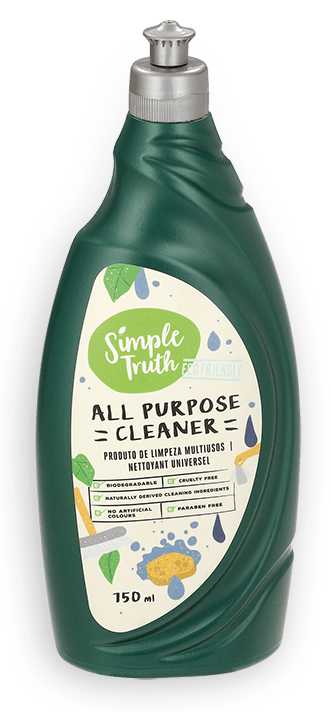 Simple
Truth
ECO FRIENDLY
ALL PURPOSE
= CLEANER =
PRODUTO DE LIMPEZA MULTIUSOS |
NETTOYANT UNIVERSEL
BIODEGRADABLE
CRUELTY FREE
NATURALLY DERIVED CLEANING INGREDIENTS
NO ARTIFICIAL
COLOURS
PARABEN FREE
750 ml